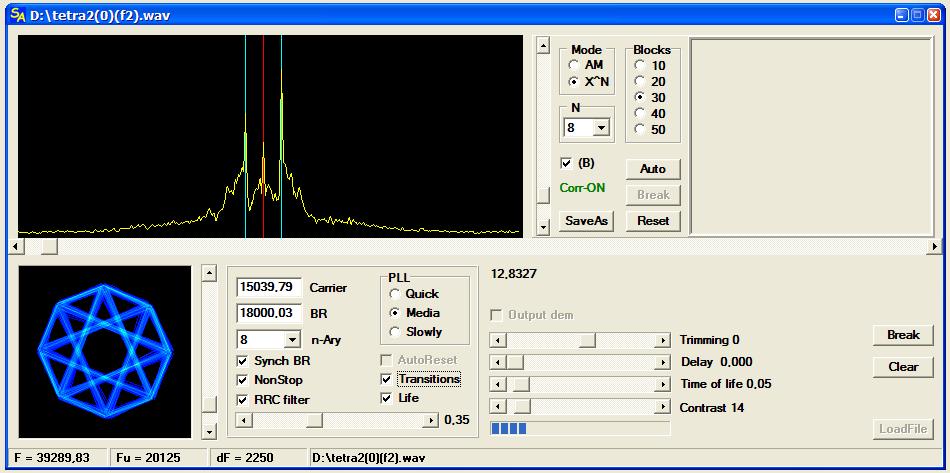 SA D:\tetra2(0)(f2).wav
Mode
AM
X^N
Blocks
10
20
30
40
50
N
8
(B)
Corr-ON
Auto
Break
SaveAs
Reset
15039,79 Carrier
18000,03 BR
8 n-Ary
Synch BR
NonStop
RRC filter
PLL
Quick
Media
Slowly
AutoReset
Transitions
Life
0,35
12,8327
Output dem
Trimming 0
Delay 0,000
Time of life 0,05
Contrast 14
Break
Clear
LoadFile
F = 39289,83 Fu = 20125 dF = 2250 D:\tetra2(0)(f2).wav